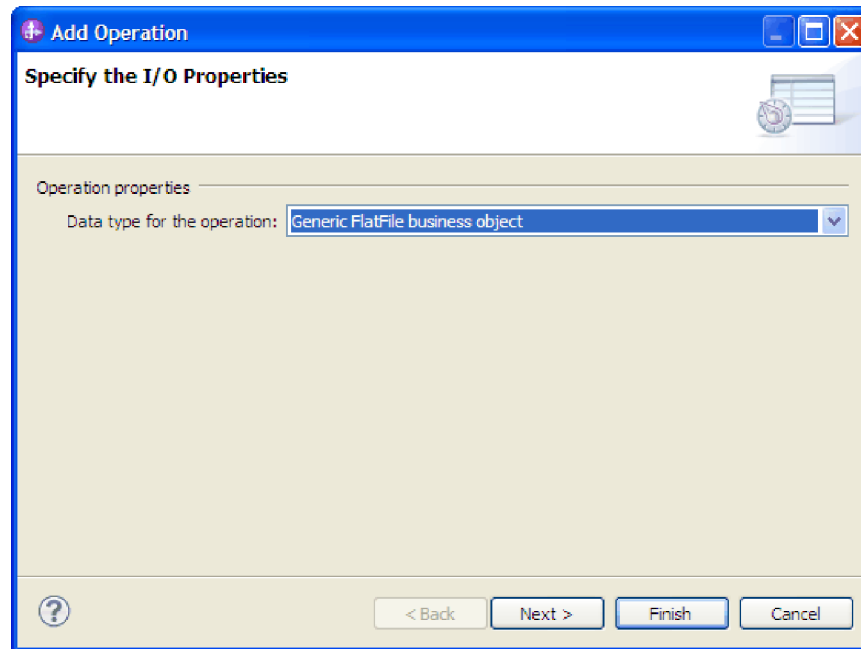 Add Operation
Specify the I/O Properties
Operation properties
Data type for the operation: Generic FlatFile business object
? < Back Next > Finish Cancel